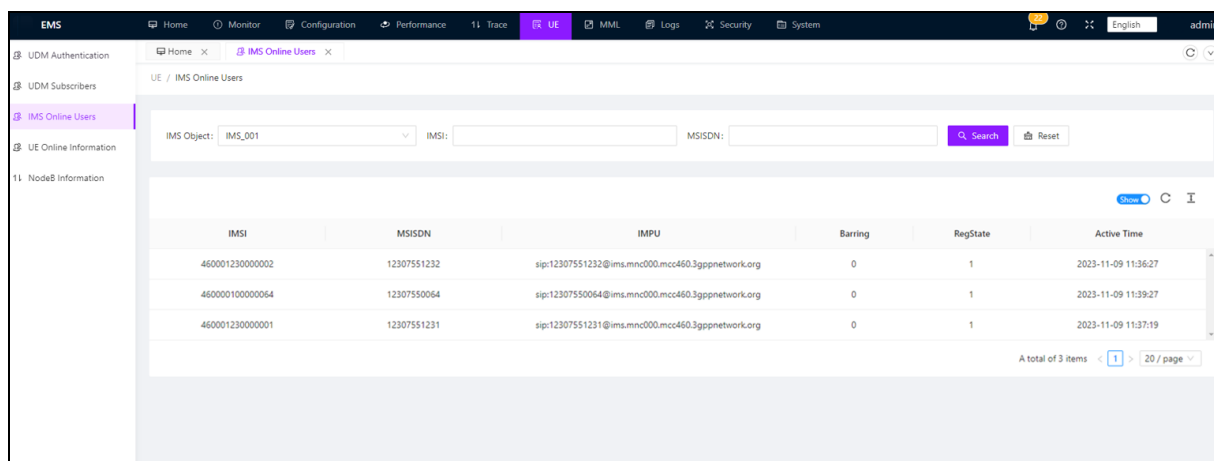 EMS Home Monitor Configuration Performance Trace UE MML Logs Security System 22 English admi
UDM Authentication
UDM Subscribers
IMS Online Users
UE Online Information
NodeB Information
Home IMS Online Users
UE / IMS Online Users
IMS Object: IMS_001 IMSI: MSISDN: Search Reset
Show
IMSI MSISDN IMPU Barring RegState Active Time
460001230000002 12307551232 sip:12307551232@ims.mnc000.mcc460.3gppnetwork.org 0 1 2023-11-09 11:36:27
460000100000064 12307550064 sip:12307550064@ims.mnc000.mcc460.3gppnetwork.org 0 1 2023-11-09 11:39:27
460001230000001 12307551231 sip:12307551231@ims.mnc000.mcc460.3gppnetwork.org 0 1 2023-11-09 11:37:19
A total of 3 items < 1 > 20 / page